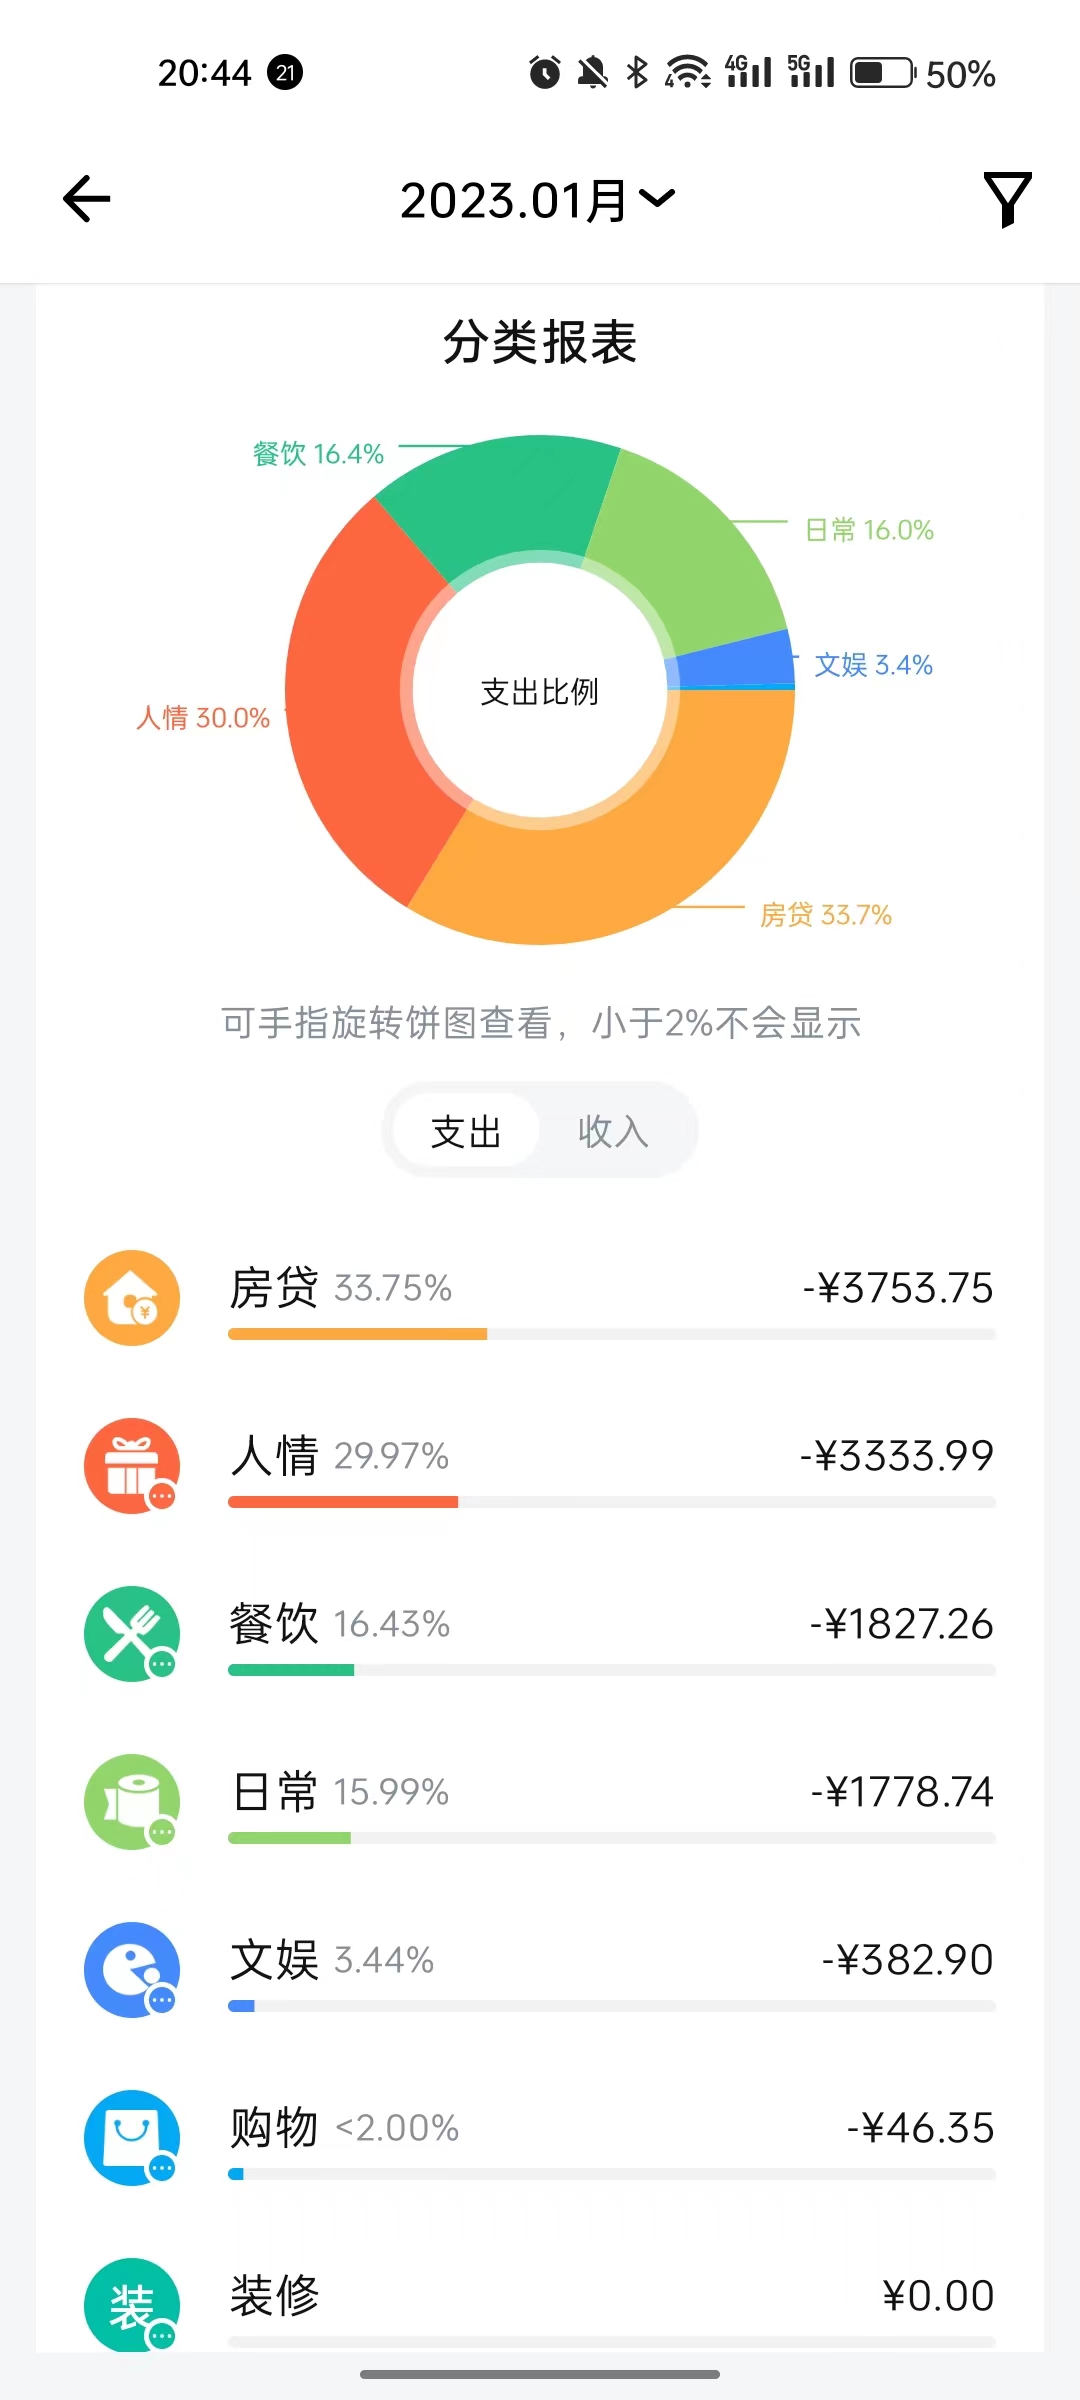 20:44 21 4G 5G 50%
2023.01月
分类报表
餐饮 16.4%
日常 16.0%
文娱 3.4%
支出比例
人情 30.0%
房贷 33.7%
可手指旋转饼图查看，小于2%不会显示
支出 收入
房贷 33.75% -¥3753.75
人情 29.97% -¥3333.99
餐饮 16.43% -¥1827.26
日常 15.99% -¥1778.74
文娱 3.44% -¥382.90
购物 <2.00% -¥46.35
装 装修 ¥0.00